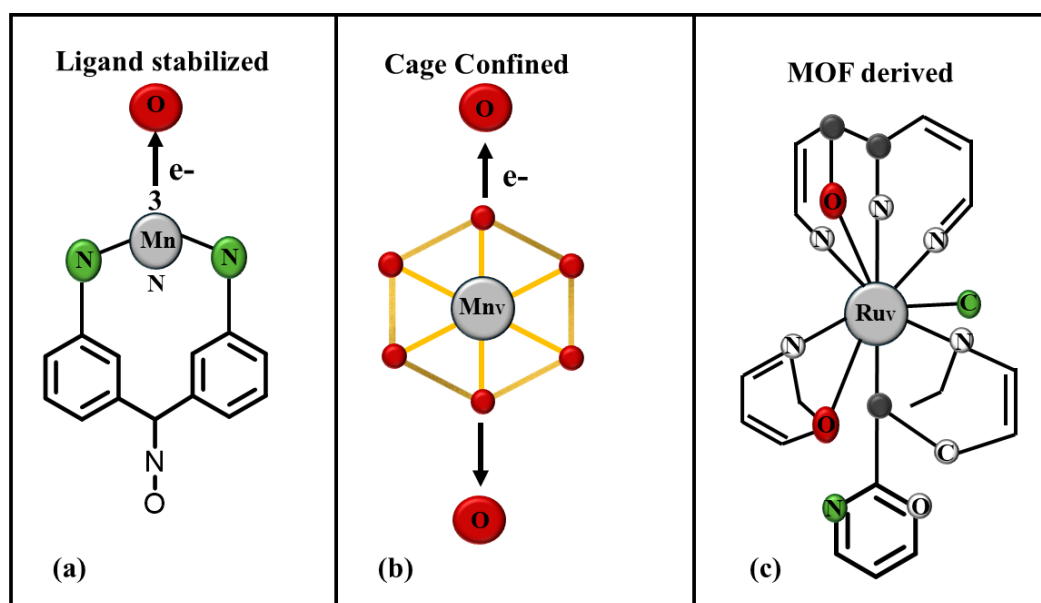 Ligand stabilized
O
e-
3
Mn
N
N
N
N
O
(a)
Cage Confined
O
e-
Mnv
O
(b)
MOF derived
O
N
N
N
Ruv
C
N
N
O
C
N
O
(c)